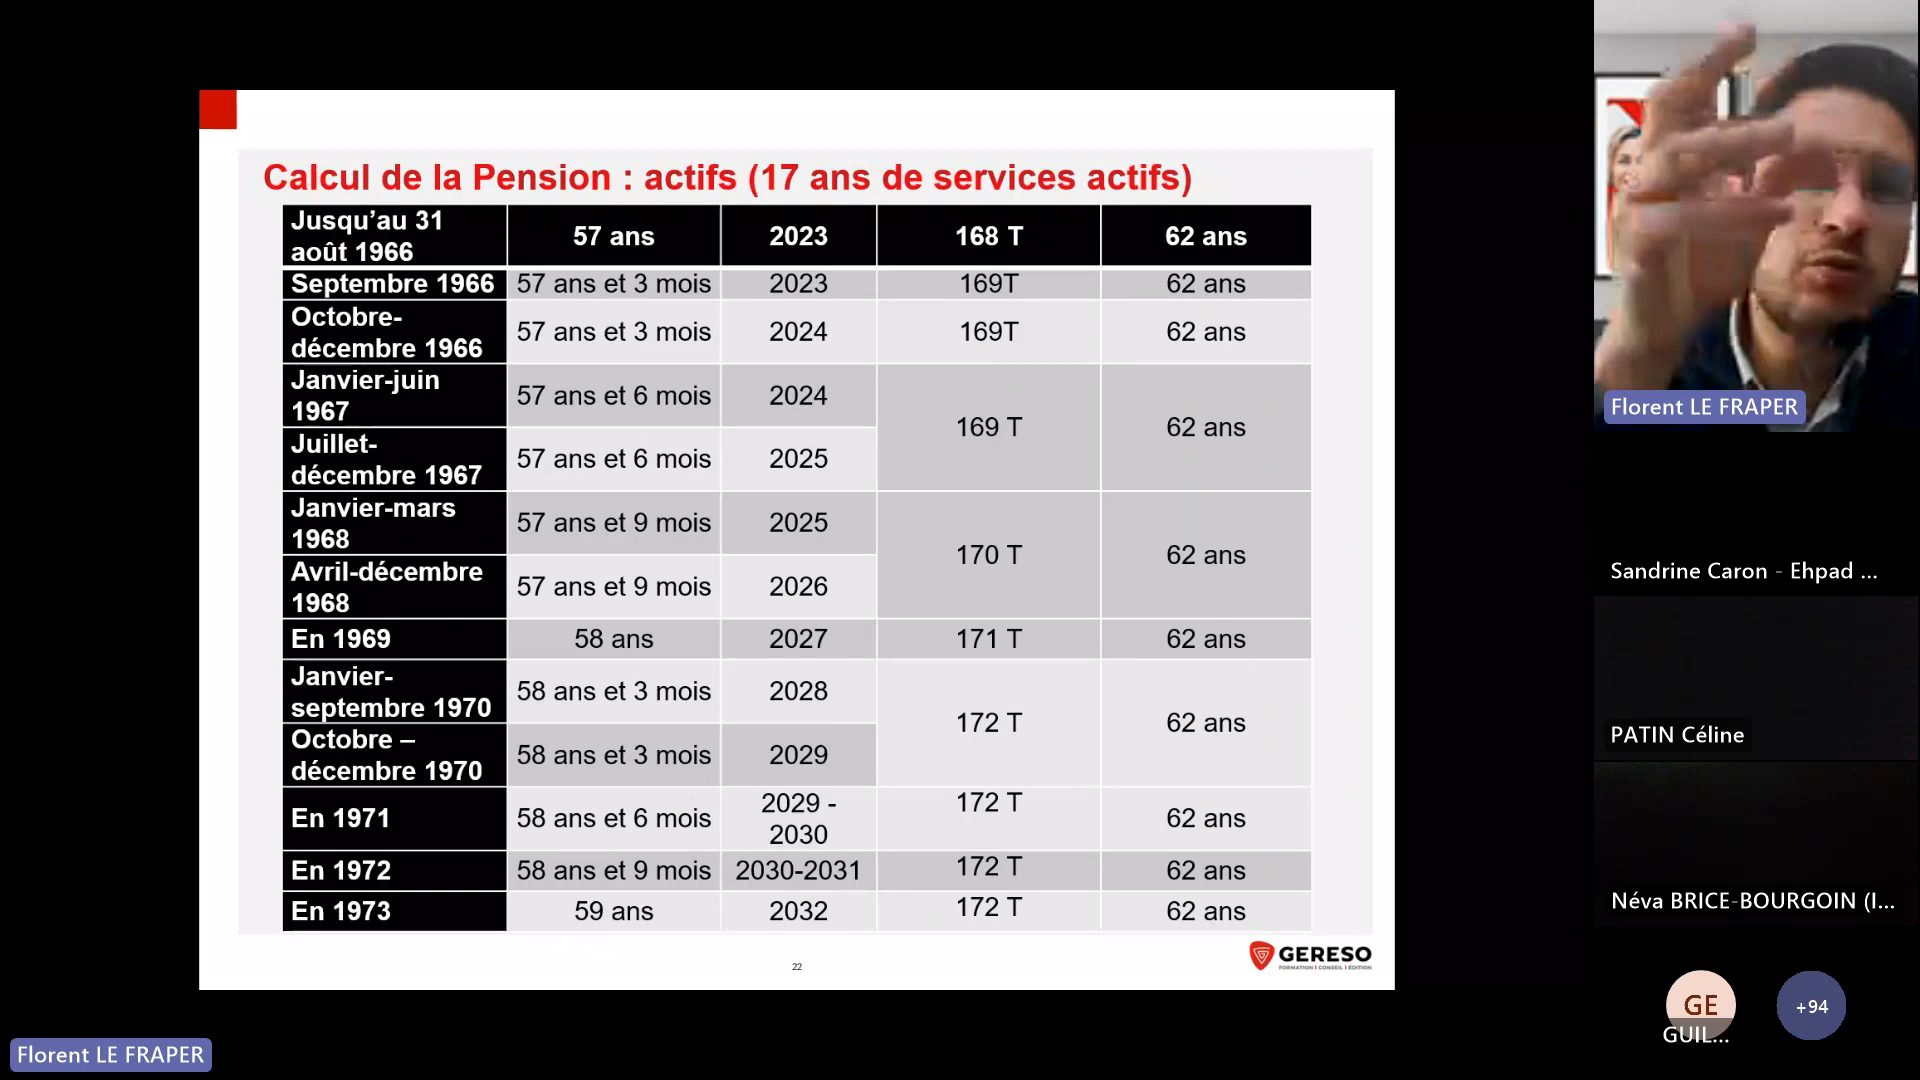 Calcul de la Pension : actifs (17 ans de services actifs)
Jusqu’au 31
août 1966
57 ans
2023
168 T
62 ans
Septembre 1966
57 ans et 3 mois
2023
169T
62 ans
Octobre-
décembre 1966
57 ans et 3 mois
2024
169T
62 ans
Janvier-juin
1967
57 ans et 6 mois
2024
169 T
62 ans
Juillet-
décembre 1967
57 ans et 6 mois
2025
Janvier-mars
1968
57 ans et 9 mois
2025
170 T
62 ans
Avril-décembre
1968
57 ans et 9 mois
2026
En 1969
58 ans
2027
171 T
62 ans
Janvier-
septembre 1970
58 ans et 3 mois
2028
172 T
62 ans
Octobre –
décembre 1970
58 ans et 3 mois
2029
En 1971
58 ans et 6 mois
2029 -
2030
172 T
62 ans
En 1972
58 ans et 9 mois
2030-2031
172 T
62 ans
En 1973
59 ans
2032
172 T
62 ans
22
GERESO
FORMATION | CONSEIL | ÉDITION
Florent LE FRAPER
Sandrine Caron - Ehpad ...
PATIN Céline
Néva BRICE-BOURGOIN (I...
GE
GUIL...
+94
Florent LE FRAPER